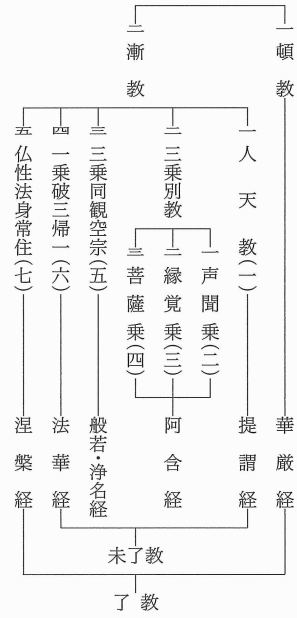 一頓教
華厳経
二漸教
一人天教(一)
提謂経
二三乗別教
一声聞乗(二)
二縁覚乗(三)
三菩薩乗(四)
阿含経
三三乗同観空宗(五)
般若・浄名経
四一乗破三帰一(六)
法華経
五仏性法身常住(七)
涅槃経
未了教
了教